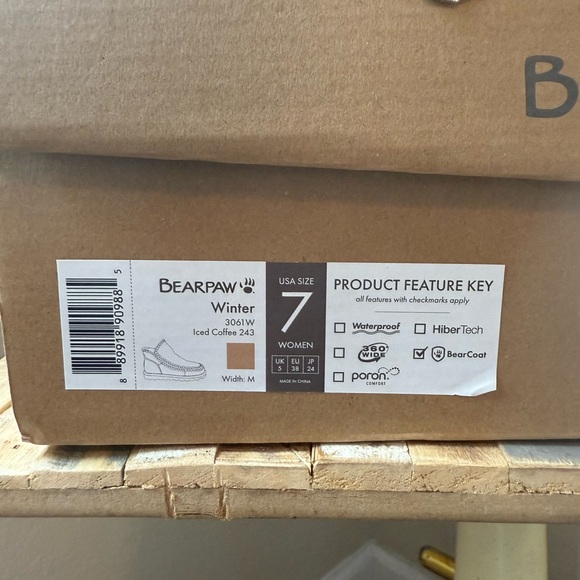 B
BEARPAW
Winter
3061W
Iced Coffee 243
Width: M
8 89918 90988 5
USA SIZE
7
WOMEN
UK 5
EU 38
JP 24
MADE IN CHINA
PRODUCT FEATURE KEY
all features with checkmarks apply
Waterproof
HiberTech
360°
WIDE
BearCoat
poron
COMFORT